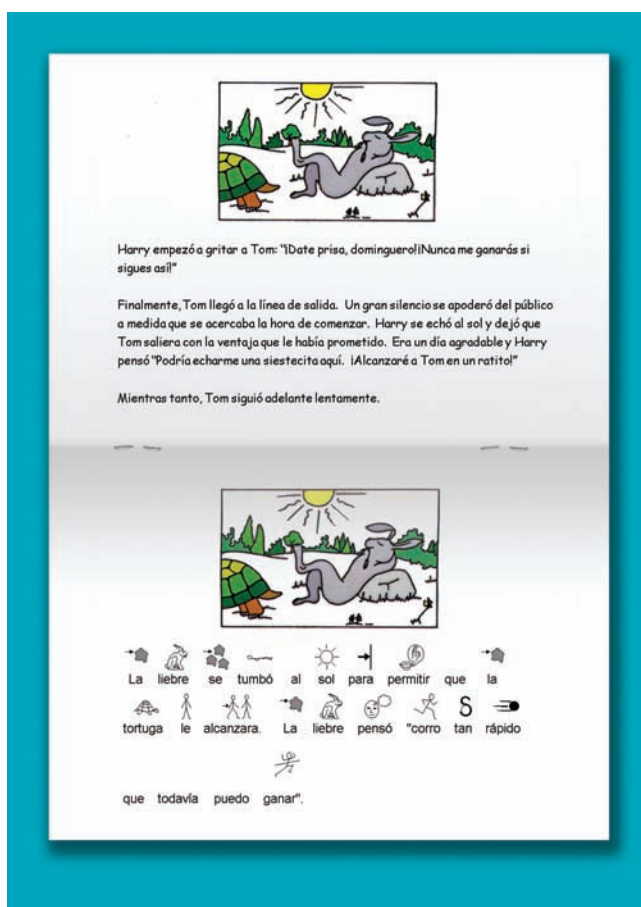 Harry empezó a gritar a Tom: "¡Date prisa, dominguero!¡Nunca me ganarás si
sigues así!"
Finalmente, Tom llegó a la línea de salida. Un gran silencio se apoderó del público
a medida que se acercaba la hora de comenzar. Harry se echó al sol y dejó que
Tom saliera con la ventaja que le había prometido. Era un día agradable y Harry
pensó "Podría echarme una siestecita aquí. ¡Alcanzaré a Tom en un ratito!"
Mientras tanto, Tom siguió adelante lentamente.
La liebre se tumbó al sol para permitir que la
tortuga le alcanzara. La liebre pensó "corro tan rápido
que todavía puedo ganar".